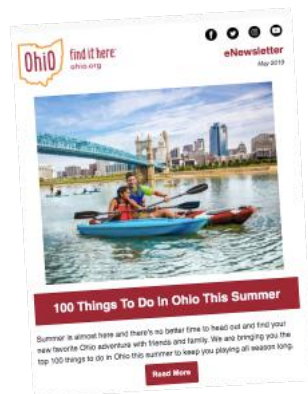 Ohio find it here.
ohio.org
eNewsletter
May 2019
100 Things To Do In Ohio This Summer
Summer is almost here and there's no better time to head out and find your
new favorite Ohio adventure with friends and family. We are bringing you the
top 100 things to do in Ohio this summer to keep you playing all season long.
Read More